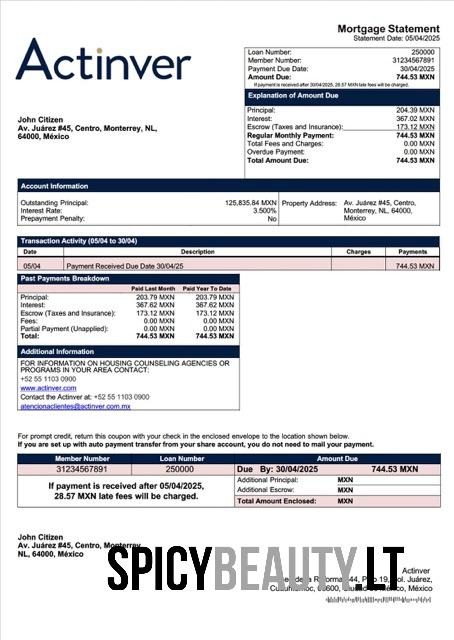 Mortgage Statement
Statement Date: 05/04/2025
Actinver
Loan Number: 250000
Member Number: 31234567891
Payment Due Date: 30/04/2025
Amount Due: 744.53 MXN
If payment is received after 30/04/2025, 28.57 MXN late fees will be charged.
Explanation of Amount Due
Principal: 204.39 MXN
Interest: 367.02 MXN
Escrow (Taxes and Insurance): 173.12 MXN
Regular Monthly Payment: 744.53 MXN
Total Fees and Charges: 0.00 MXN
Overdue Payment: 0.00 MXN
Total Amount Due: 744.53 MXN
John Citizen
Av. Juárez #45, Centro, Monterrey, NL,
64000, México
Account Information
Outstanding Principal: 125,835.84 MXN
Interest Rate: 3.500%
Prepayment Penalty: No
Property Address: Av. Juárez #45, Centro,
Monterrey, NL, 64000,
México
Transaction Activity (05/04 to 30/04)
Date Description Charges Payments
05/04 Payment Received Due Date 30/04/25 744.53 MXN
Past Payments Breakdown
Paid Last Month Paid Year To Date
Principal: 203.79 MXN 203.79 MXN
Interest: 367.62 MXN 367.62 MXN
Escrow (Taxes and Insurance): 173.12 MXN 173.12 MXN
Fees: 0.00 MXN 0.00 MXN
Partial Payment (Unapplied): 0.00 MXN 0.00 MXN
Total: 744.53 MXN 744.53 MXN
Additional Information
FOR INFORMATION ON HOUSING COUNSELING AGENCIES OR
PROGRAMS IN YOUR AREA CONTACT:
+52 55 1103 0900
www.actinver.com
Contact the Actinver at: +52 55 1103 0900
atencionaclientes@actinver.com.mx
For prompt credit, return this coupon with your check in the enclosed envelope to the location shown below.
If you are set up with auto payment transfer from your share account, you do not need to mail your payment.
Member Number Loan Number Amount Due
31234567891 250000 Due By: 30/04/2025 744.53 MXN
If payment is received after 05/04/2025,
28.57 MXN late fees will be charged.
Additional Principal: MXN
Additional Escrow: MXN
Total Amount Enclosed: MXN
John Citizen
Av. Juárez #45, Centro, Monterrey,
NL, 64000, México
SPICYBEAUTY.LT
Actinver
44, Juárez,
México, México